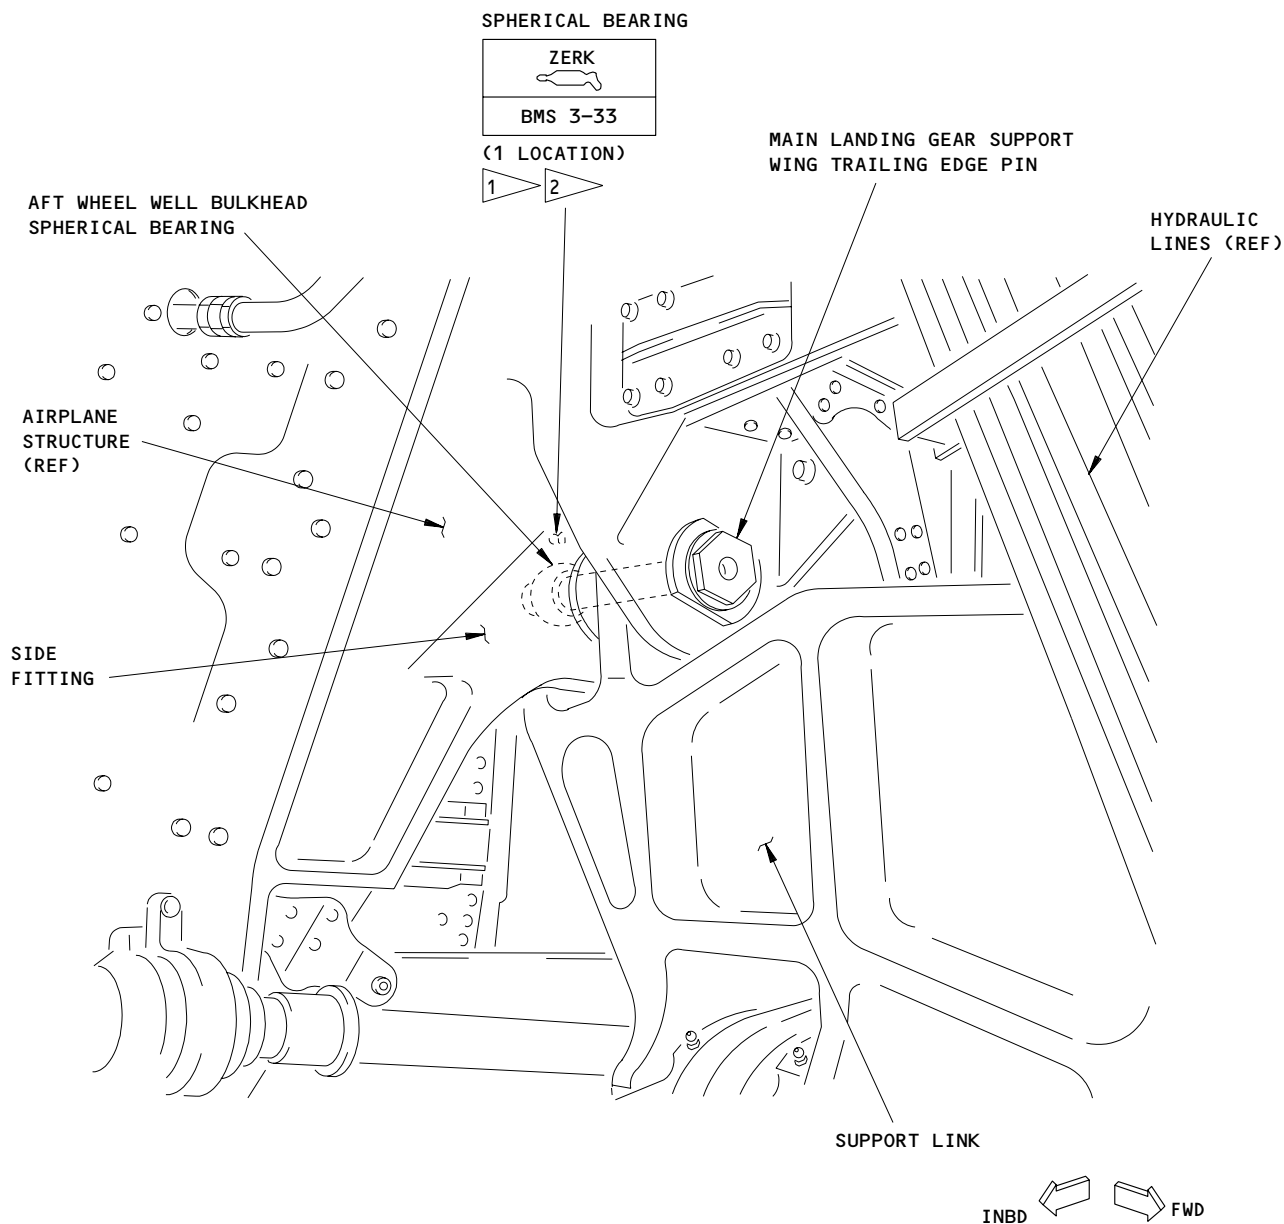 SPHERICAL BEARING
ZERK
BMS 3-33
(1 LOCATION)
1 2
MAIN LANDING GEAR SUPPORT
WING TRAILING EDGE PIN
AFT WHEEL WELL BULKHEAD
SPHERICAL BEARING
HYDRAULIC
LINES (REF)
AIRPLANE
STRUCTURE
(REF)
SIDE
FITTING
SUPPORT LINK
INBD FWD